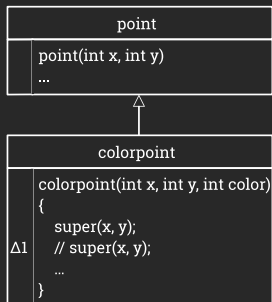 point
point(int x, int y)
...
colorpoint
colorpoint(int x, int y, int color)
{
super(x, y);
// super(x, y);
...
Δ1
}